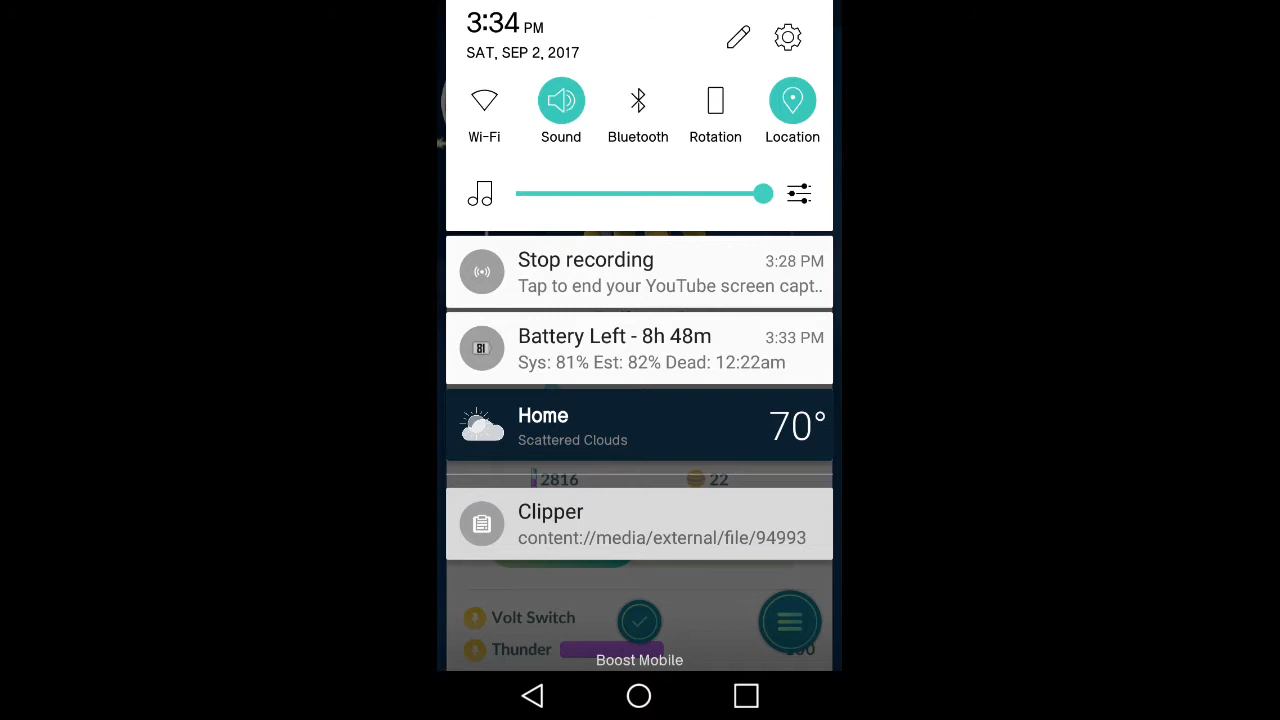 3:34 PM
SAT, SEP 2, 2017
Wi-Fi Sound Bluetooth Rotation Location
Stop recording 3:28 PM
Tap to end your YouTube screen capt..
81
Battery Left - 8h 48m 3:33 PM
Sys: 81% Est: 82% Dead: 12:22am
Home 70°
Scattered Clouds
2816 22
Clipper
content://media/external/file/94993
Volt Switch
Thunder
Boost Mobile